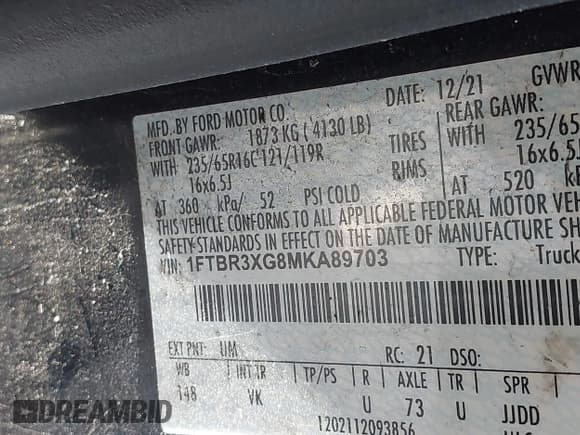 DATE: 12/21 GVWR
MFD. BY FORD MOTOR CO.
FRONT GAWR: 1873 KG ( 4130 LB) REAR GAWR:
WITH 235/65R16C 121/119R TIRES WITH 235/65
16x6.5J RIMS 16x6.5J
AT 360 kPa/ 52 PSI COLD AT 520 kP
THIS VEHICLE CONFORMS TO ALL APPLICABLE FEDERAL MOTOR VEH
SAFETY STANDARDS IN EFFECT ON THE DATE OF MANUFACTURE SH
VIN: 1FTBR3XG8MKA89703 TYPE: Truck
EXT PNT: UM RC: 21 DSO:
WB INT TR TP/PS R AXLE TR SPR
148 VK U 73 U JJDD
1202112093856
DREAMBID